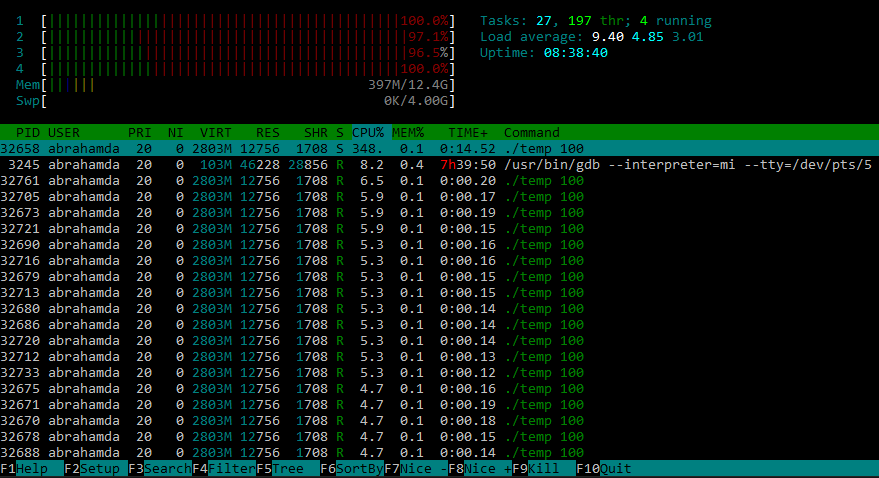 1 [100.0%] Tasks: 27, 197 thr; 4 running
2 [97.1%] Load average: 9.40 4.85 3.01
3 [96.5%] Uptime: 08:38:40
4 [100.0%]
Mem[397M/12.4G]
Swp[0K/4.00G]
PID USER PRI NI VIRT RES SHR S CPU% MEM% TIME+ Command
32658 abrahamda 20 0 2803M 12756 1708 S 348. 0.1 0:14.52 ./temp 100
3245 abrahamda 20 0 103M 46228 28856 R 8.2 0.4 7h39:50 /usr/bin/gdb --interpreter=mi --tty=/dev/pts/5
32761 abrahamda 20 0 2803M 12756 1708 R 6.5 0.1 0:00.20 ./temp 100
32705 abrahamda 20 0 2803M 12756 1708 R 5.9 0.1 0:00.17 ./temp 100
32673 abrahamda 20 0 2803M 12756 1708 R 5.9 0.1 0:00.19 ./temp 100
32721 abrahamda 20 0 2803M 12756 1708 R 5.9 0.1 0:00.15 ./temp 100
32690 abrahamda 20 0 2803M 12756 1708 R 5.3 0.1 0:00.16 ./temp 100
32716 abrahamda 20 0 2803M 12756 1708 R 5.3 0.1 0:00.16 ./temp 100
32679 abrahamda 20 0 2803M 12756 1708 R 5.3 0.1 0:00.15 ./temp 100
32713 abrahamda 20 0 2803M 12756 1708 R 5.3 0.1 0:00.15 ./temp 100
32680 abrahamda 20 0 2803M 12756 1708 R 5.3 0.1 0:00.14 ./temp 100
32686 abrahamda 20 0 2803M 12756 1708 R 5.3 0.1 0:00.14 ./temp 100
32720 abrahamda 20 0 2803M 12756 1708 R 5.3 0.1 0:00.14 ./temp 100
32712 abrahamda 20 0 2803M 12756 1708 R 5.3 0.1 0:00.13 ./temp 100
32733 abrahamda 20 0 2803M 12756 1708 R 5.3 0.1 0:00.12 ./temp 100
32675 abrahamda 20 0 2803M 12756 1708 R 4.7 0.1 0:00.16 ./temp 100
32671 abrahamda 20 0 2803M 12756 1708 R 4.7 0.1 0:00.19 ./temp 100
32670 abrahamda 20 0 2803M 12756 1708 R 4.7 0.1 0:00.18 ./temp 100
32678 abrahamda 20 0 2803M 12756 1708 R 4.7 0.1 0:00.15 ./temp 100
32688 abrahamda 20 0 2803M 12756 1708 R 4.7 0.1 0:00.14 ./temp 100
F1Help F2Setup F3SearchF4FilterF5Tree F6SortByF7Nice -F8Nice +F9Kill F10Quit